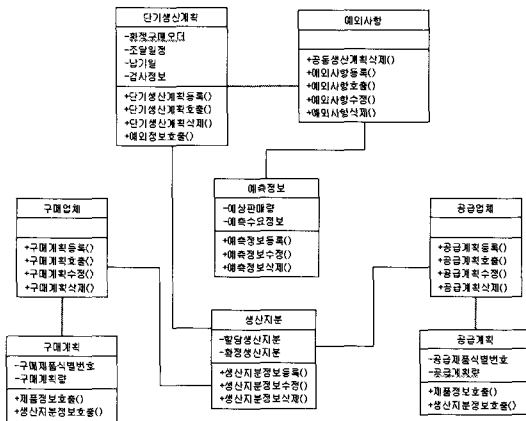 단기생산계획
-확정구매오더
-조달일정
-납기일
-검사정보
+단기생산계획등록()
+단기생산계획호출()
+단기생산계획삭제()
+예외정보호출()
예외사항
+공동생산계획삭제()
+예외사항등록()
+예외사항호출()
+예외사항수정()
+예외사항삭제()
예측정보
-예상판매량
-예측수요정보
+예측정보등록()
+예측정보수정()
+예측정보삭제()
구매업체
+구매계획등록()
+구매계획호출()
+구매계획수정()
+구매계획삭제()
공급업체
+공급계획등록()
+공급계획호출()
+공급계획수정()
+공급계획삭제()
구매계획
-구매제품식별번호
-구매계획량
+제품정보호출()
+생산지분정보호출()
생산지분
-할당생산지분
-확정생산지분
+생산지분정보등록()
+생산지분정보수정()
+생산지분정보삭제()
공급계획
-공급제품식별번호
-공급계획량
+제품정보호출()
+생산지분정보호출()